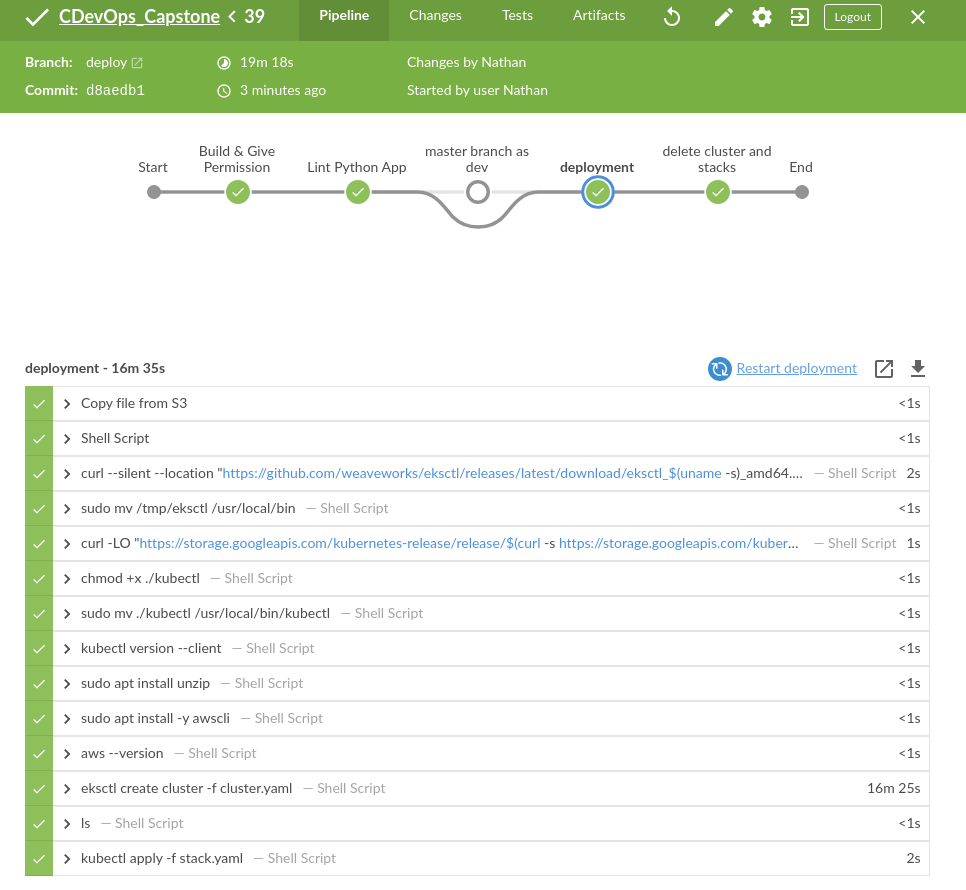 CDevOps_Capstone < 39 Pipeline Changes Tests Artifacts Logout
Branch: deploy 19m 18s Changes by Nathan
Commit: d8aedb1 3 minutes ago Started by user Nathan
Start
Build & Give
Permission
Lint Python App
master branch as
dev
deployment
delete cluster and
stacks
End
deployment - 16m 35s Restart deployment
Copy file from S3 <1s
Shell Script <1s
curl --silent --location "https://github.com/weaveworks/eksctl/releases/latest/download/eksctl_$(uname -s)_amd64.... — Shell Script 2s
sudo mv /tmp/eksctl /usr/local/bin — Shell Script <1s
curl -LO "https://storage.googleapis.com/kubernetes-release/release/$(curl -s https://storage.googleapis.com/kuber... — Shell Script 1s
chmod +x ./kubectl — Shell Script <1s
sudo mv ./kubectl /usr/local/bin/kubectl — Shell Script <1s
kubectl version --client — Shell Script <1s
sudo apt install unzip — Shell Script <1s
sudo apt install -y awscli — Shell Script <1s
aws --version — Shell Script <1s
eksctl create cluster -f cluster.yaml — Shell Script 16m 25s
ls — Shell Script <1s
kubectl apply -f stack.yaml — Shell Script 2s